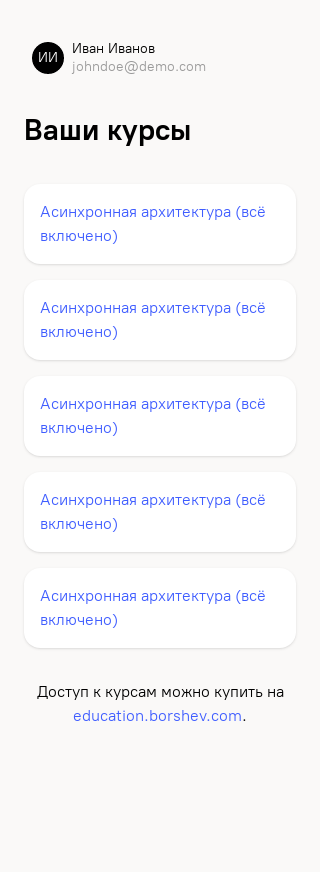 ИИ
Иван Иванов
johndoe@demo.com
Ваши курсы
Асинхронная архитектура (всё
включено)
Асинхронная архитектура (всё
включено)
Асинхронная архитектура (всё
включено)
Асинхронная архитектура (всё
включено)
Асинхронная архитектура (всё
включено)
Доступ к курсам можно купить на
education.borshev.com.